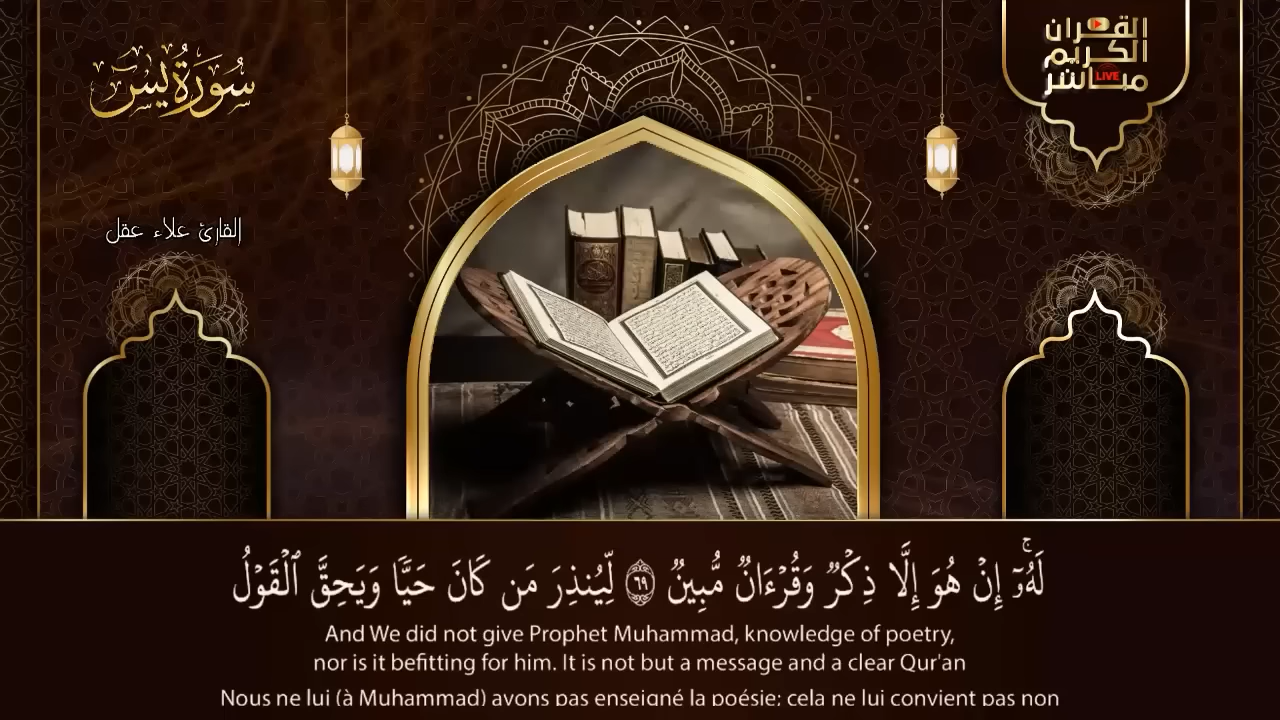 سُورَةُ يسٓ
القرآن
الكريم
مباشر
LIVE
القارئ علاء عقل
لَهُۥٓۚ إِنۡ هُوَ إِلَّا ذِكۡرٞ وَقُرۡءَانٞ مُّبِينٞ ٦٩ لِّيُنذِرَ مَن كَانَ حَيّٗا وَيَحِقَّ ٱلۡقَوۡلُ
And We did not give Prophet Muhammad, knowledge of poetry,
nor is it befitting for him. It is not but a message and a clear Qur'an
Nous ne lui (à Muhammad) avons pas enseigné la poésie; cela ne lui convient pas non